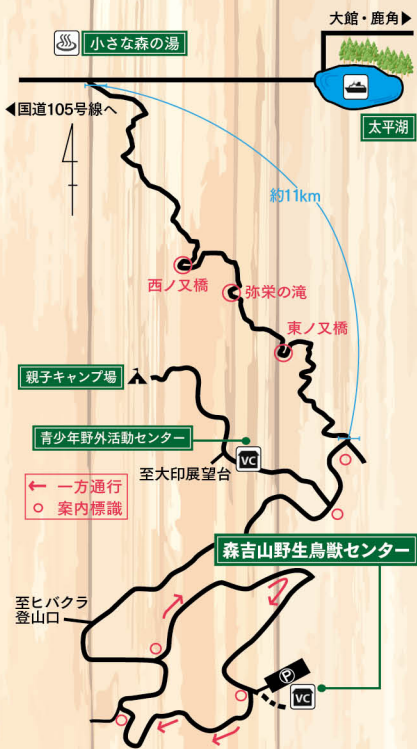 大館・鹿角▶
小さな森の湯
◀国道105号線へ
太平湖
約11km
西ノ又橋
弥栄の滝
東ノ又橋
親子キャンプ場
青少年野外活動センター
VC
至大印展望台
← 一方通行
○ 案内標識
森吉山野生鳥獣センター
至ヒバクラ
登山口
P
VC